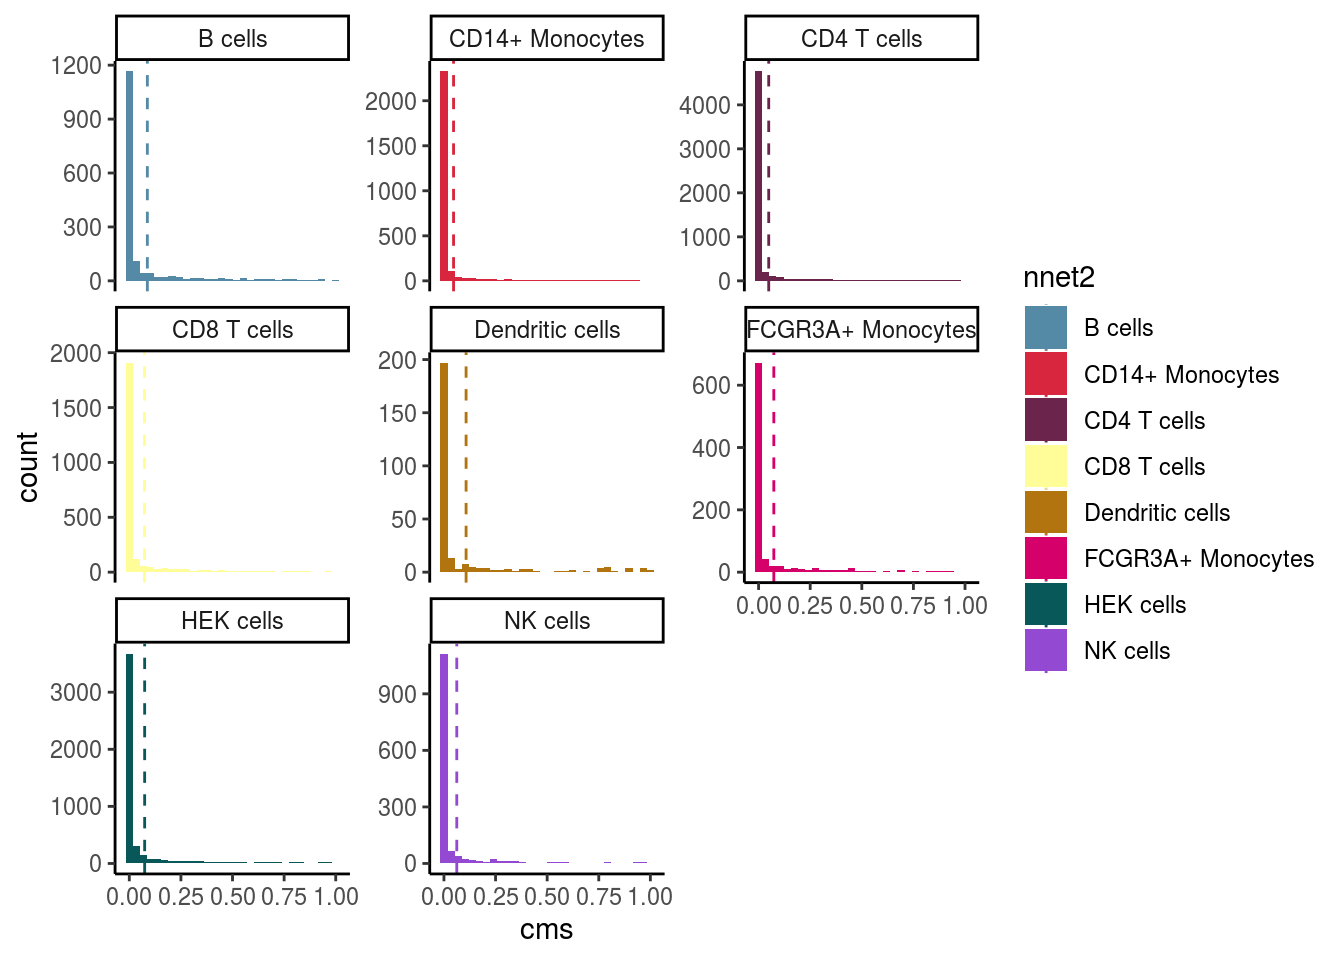 B cells
CD14+ Monocytes
CD4 T cells
1200
900
600
300
0
2000
1500
1000
500
0
4000
3000
2000
1000
0
CD8 T cells
Dendritic cells
FCGR3A+ Monocytes
2000
1500
1000
500
0
200
150
100
50
0
600
400
200
0
0.00 0.25 0.50 0.75 1.00
HEK cells
NK cells
3000
2000
1000
0
900
600
300
0
0.00 0.25 0.50 0.75 1.00
0.00 0.25 0.50 0.75 1.00
count
cms
nnet2
B cells
CD14+ Monocytes
CD4 T cells
CD8 T cells
Dendritic cells
FCGR3A+ Monocytes
HEK cells
NK cells